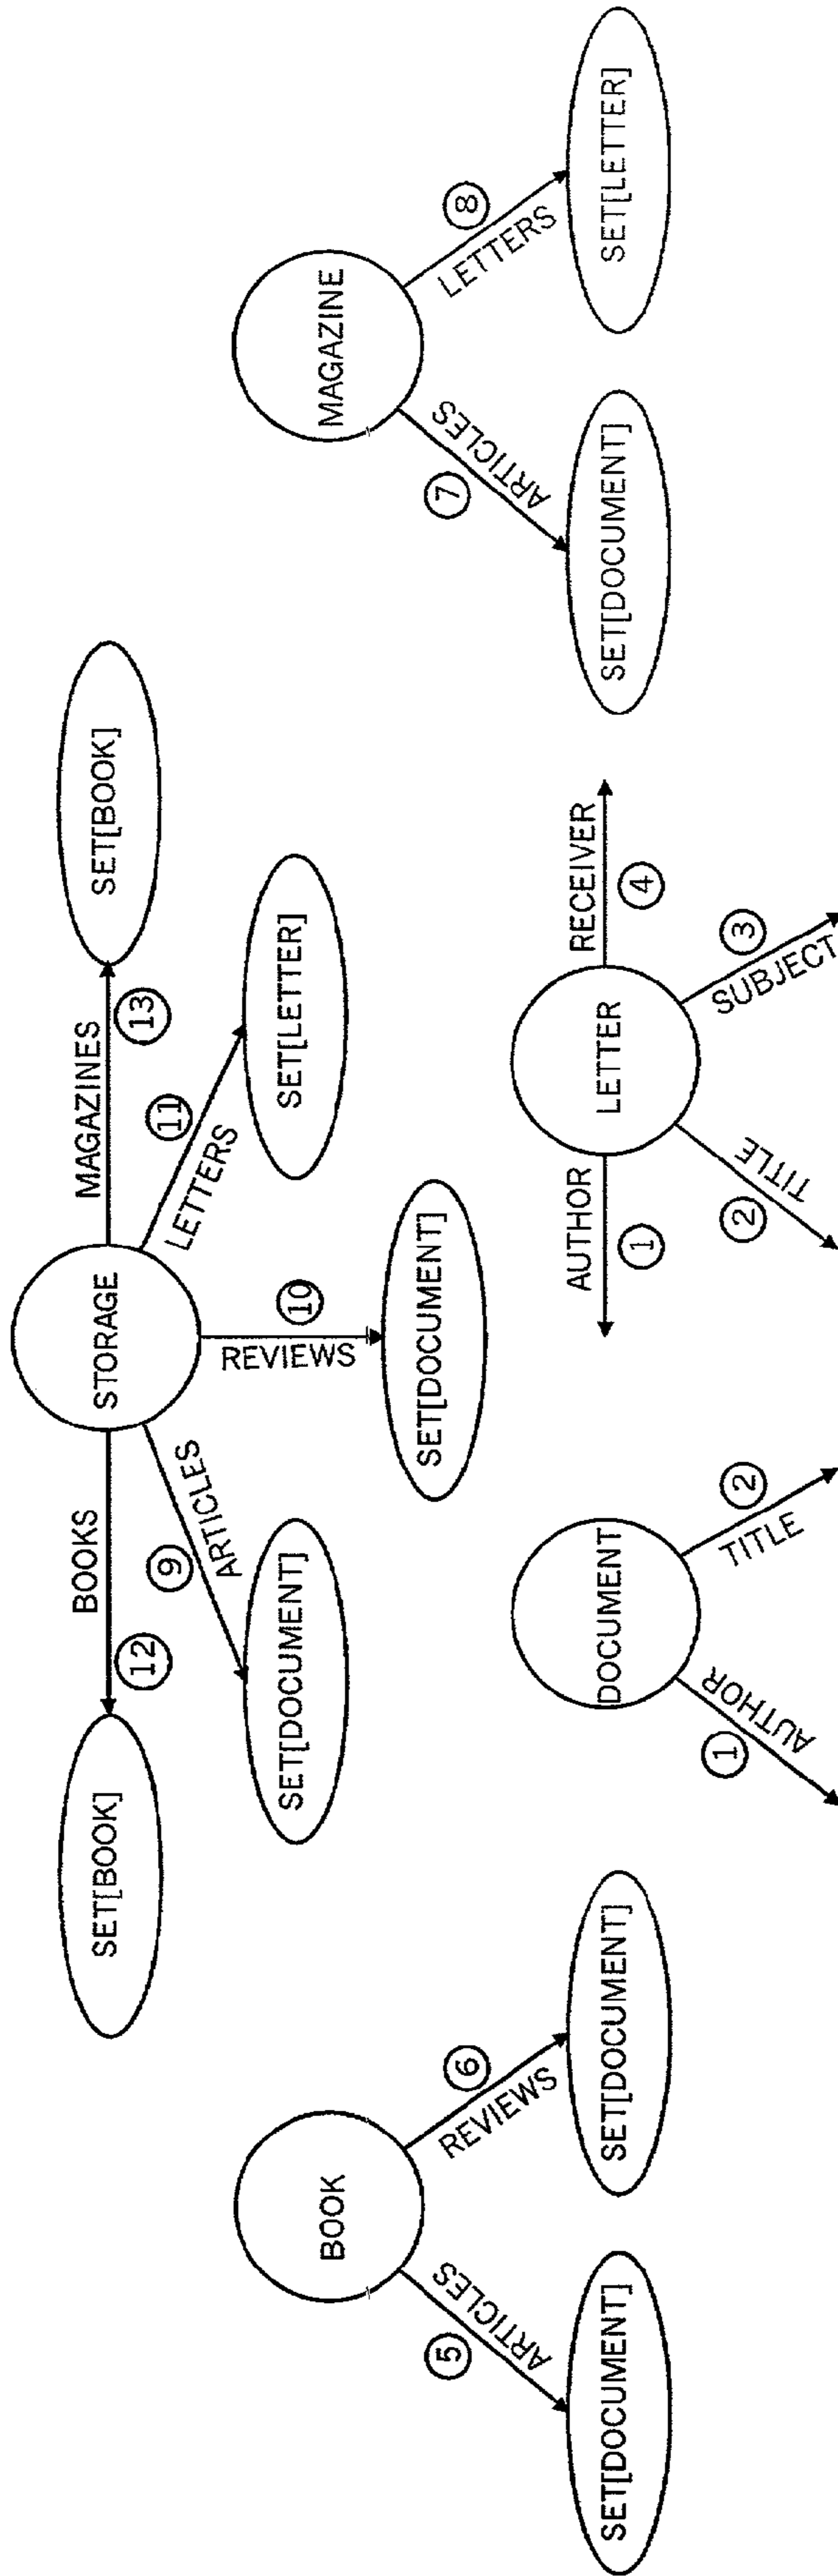 STORAGE
BOOKS
12
SET[BOOK]
MAGAZINES
13
SET[BOOK]
ARTICLES
9
SET[DOCUMENT]
REVIEWS
10
SET[DOCUMENT]
LETTERS
11
SET[LETTER]
BOOK
ARTICLES
5
SET[DOCUMENT]
REVIEWS
6
SET[DOCUMENT]
MAGAZINE
ARTICLES
7
SET[DOCUMENT]
LETTERS
8
SET[LETTER]
DOCUMENT
AUTHOR
1
TITLE
2
LETTER
AUTHOR
1
TITLE
2
SUBJECT
3
RECEIVER
4